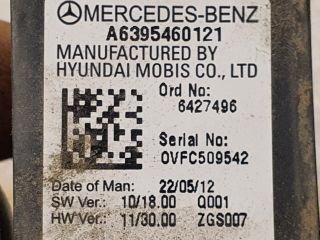 MERCEDES-BENZ
A6395460121
MANUFACTURED BY
HYUNDAI MOBIS CO., LTD
Ord No:
6427496
Serial No:
0VFC509542
Date of Man: 22/05/12
SW Ver.: 10/18.00 Q001
HW Ver.: 11/30.00 ZGS007